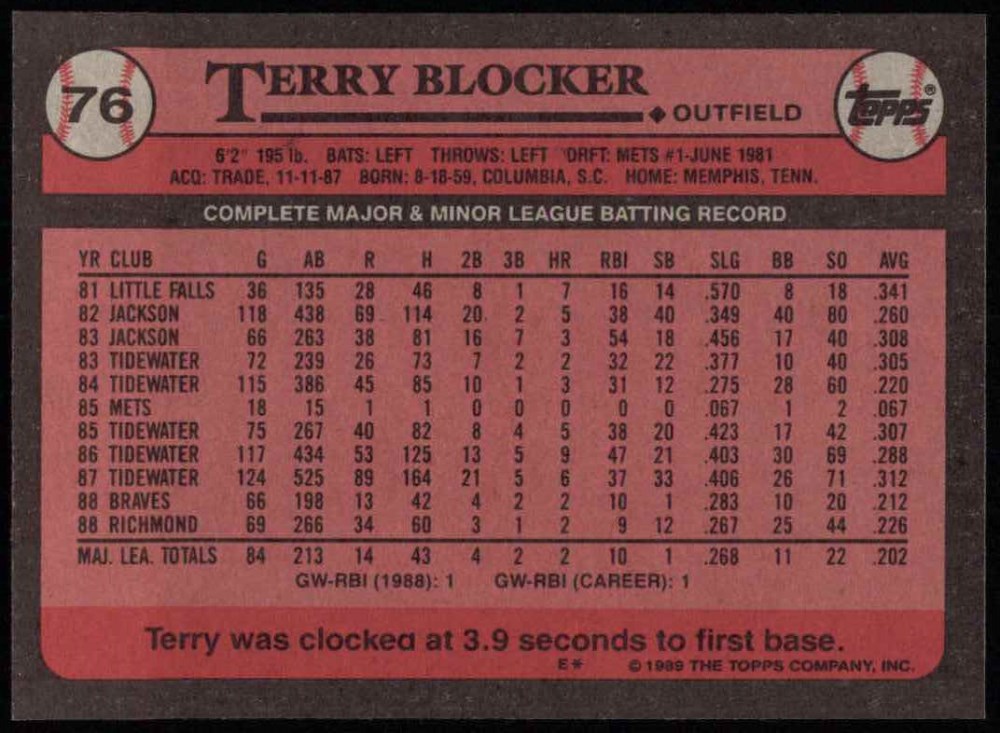 76
TERRY BLOCKER
◆ OUTFIELD
TOPPS®
6'2" 195 lb. BATS: LEFT THROWS: LEFT DRFT: METS #1-JUNE 1981
ACQ: TRADE, 11-11-87 BORN: 8-18-59, COLUMBIA, S.C. HOME: MEMPHIS, TENN.
COMPLETE MAJOR & MINOR LEAGUE BATTING RECORD
YR CLUB G AB R H 2B 3B HR RBI SB SLG BB SO AVG
81 LITTLE FALLS 36 135 28 46 8 1 7 16 14 .570 8 18 .341
82 JACKSON 118 438 69 114 20 2 5 38 40 .349 40 80 .260
83 JACKSON 66 263 38 81 16 7 3 54 18 .456 17 40 .308
83 TIDEWATER 72 239 26 73 7 2 2 32 22 .377 10 40 .305
84 TIDEWATER 115 386 45 85 10 1 3 31 12 .275 28 60 .220
85 METS 18 15 1 1 0 0 0 0 0 .067 1 2 .067
85 TIDEWATER 75 267 40 82 8 4 5 38 20 .423 17 42 .307
86 TIDEWATER 117 434 53 125 13 5 9 47 21 .403 30 69 .288
87 TIDEWATER 124 525 89 164 21 5 6 37 33 .406 26 71 .312
88 BRAVES 66 198 13 42 4 2 2 10 1 .283 10 20 .212
88 RICHMOND 69 266 34 60 3 1 2 9 12 .267 25 44 .226
MAJ. LEA. TOTALS 84 213 14 43 4 2 2 10 1 .268 11 22 .202
GW-RBI (1988): 1 GW-RBI (CAREER): 1
Terry was clocked at 3.9 seconds to first base.
E* © 1989 THE TOPPS COMPANY, INC.